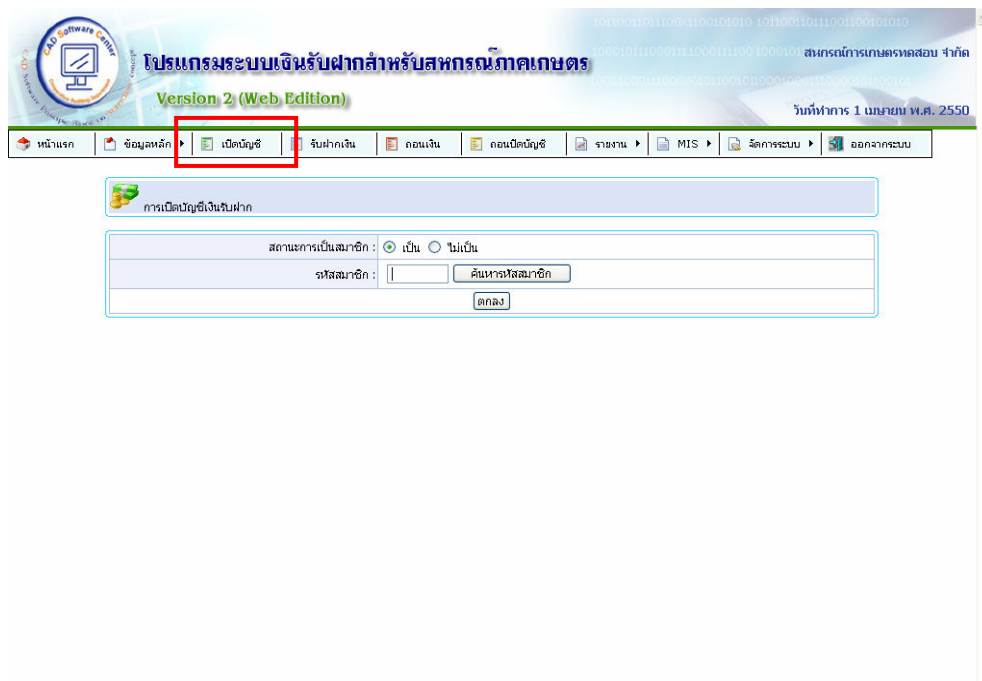 CAD Software Center
สหกรณ์การเกษตรทดสอบ จำกัด
โปรแกรมระบบเงินรับฝากสำหรับสหกรณ์ภาคเกษตร
Version 2 (Web Edition)
วันที่ทำการ 1 เมษายน พ.ศ. 2550
หน้าแรก ข้อมูลหลัก เปิดบัญชี รับฝากเงิน ถอนเงิน ถอนปิดบัญชี รายงาน MIS จัดการระบบ ออกจากระบบ
การเปิดบัญชีเงินรับฝาก
สถานะการเป็นสมาชิก : เป็น ไม่เป็น
รหัสสมาชิก : ค้นหารหัสสมาชิก
ตกลง